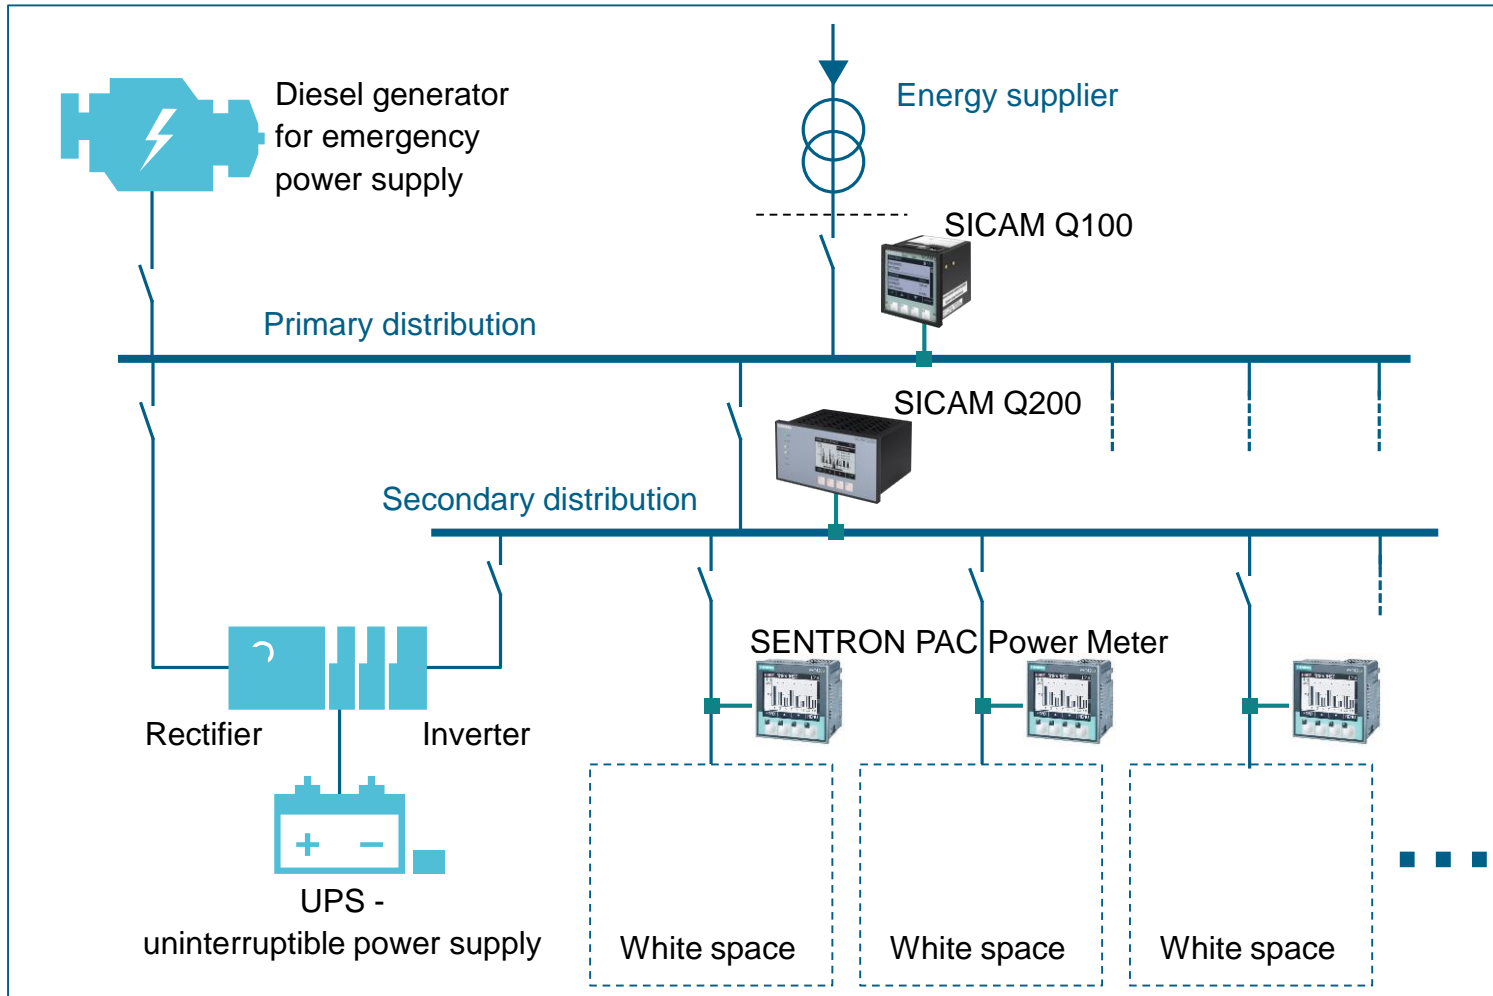 Diesel generator
for emergency
power supply
Energy supplier
SICAM Q100
Primary distribution
SICAM Q200
Secondary distribution
SENTRON PAC Power Meter
Rectifier
Inverter
UPS -
uninterruptible power supply
White space
White space
White space